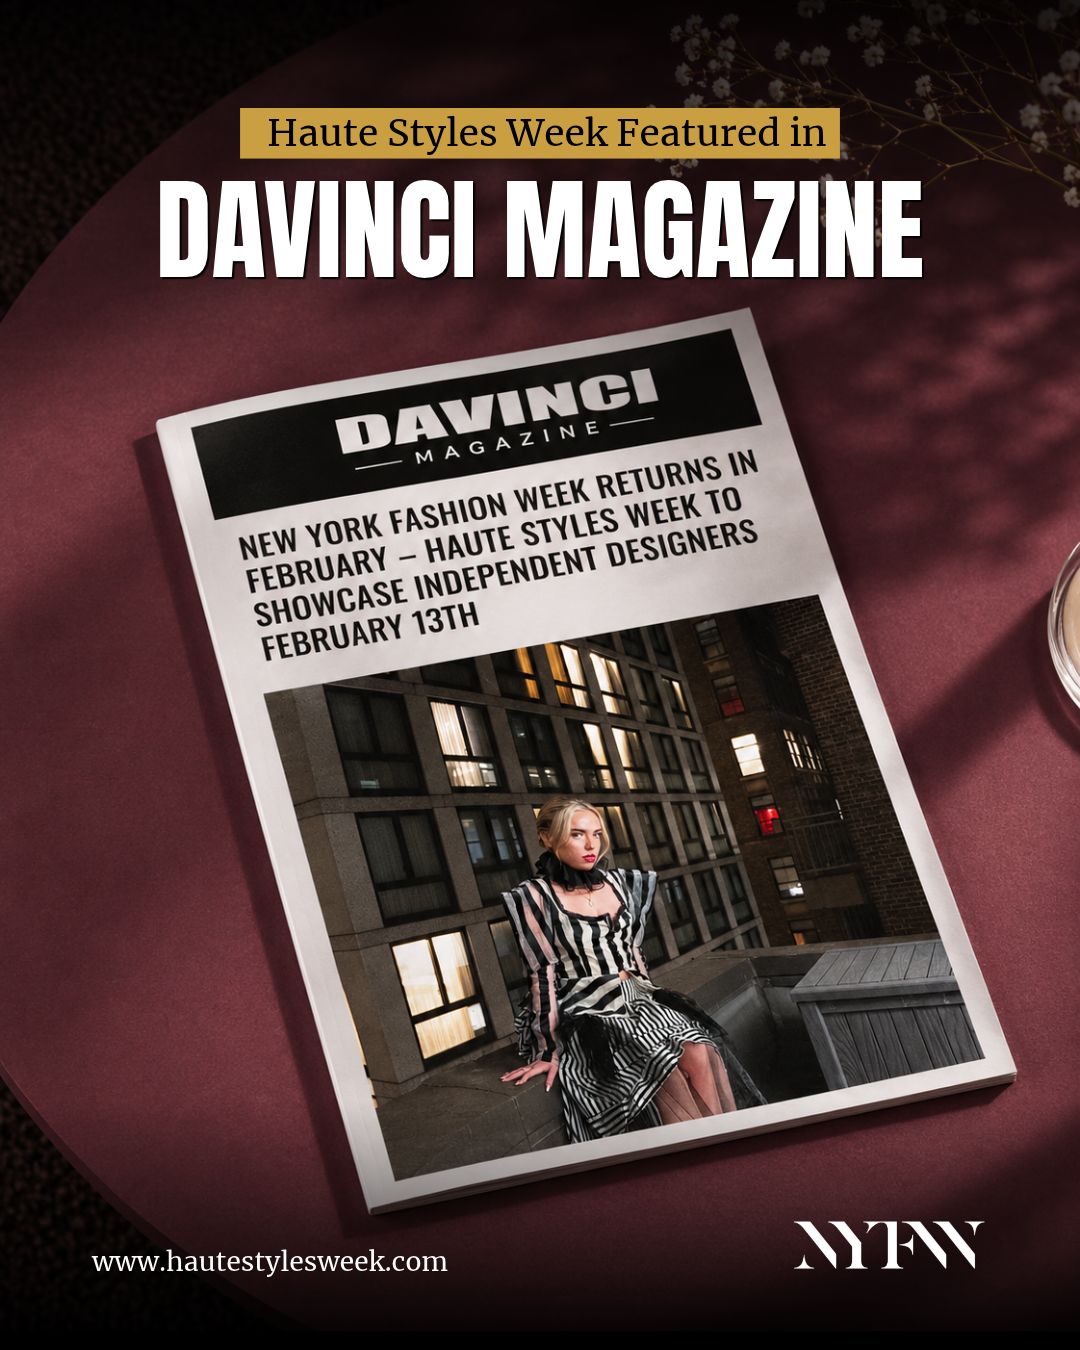 Haute Styles Week Featured in
DAVINCI MAGAZINE
DAVINCI
MAGAZINE
NEW YORK FASHION WEEK RETURNS IN
FEBRUARY – HAUTE STYLES WEEK TO
SHOWCASE INDEPENDENT DESIGNERS
FEBRUARY 13TH
www.hautestylesweek.com
NYFW